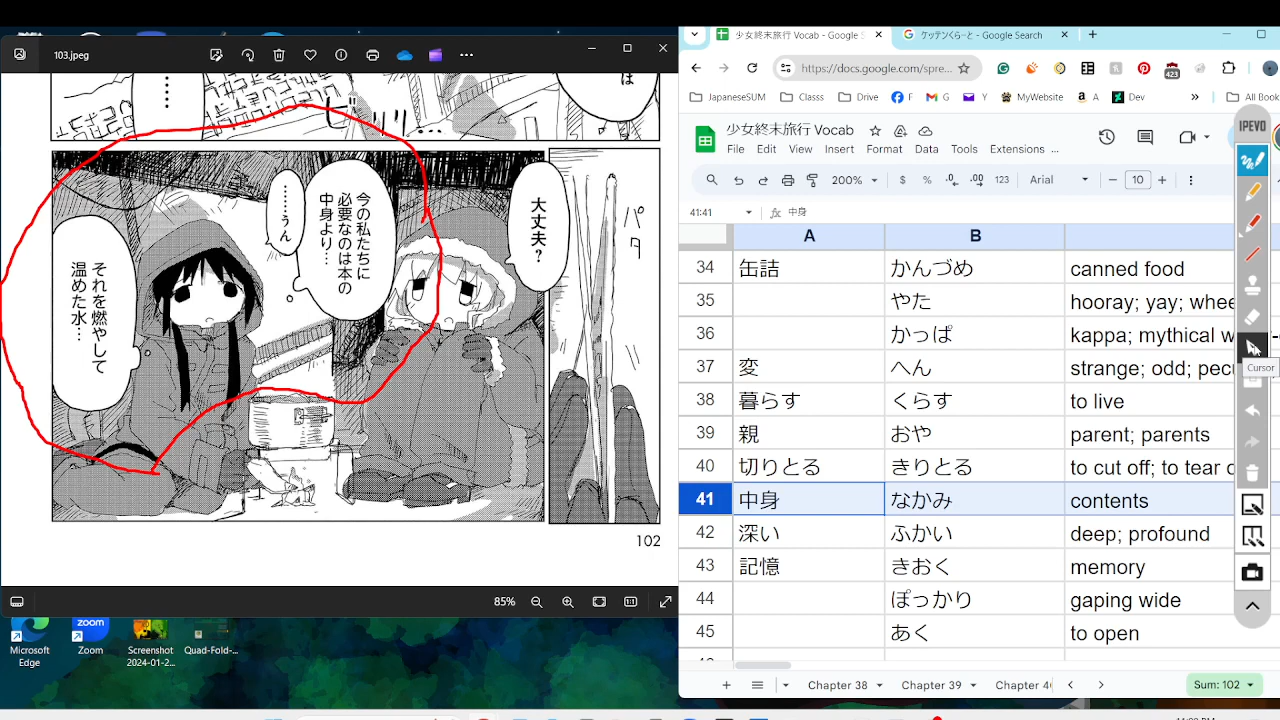 103.jpeg
は
……
大丈夫?
パタ
今の私たちに
必要なのは本の
中身より…
……うん
それを燃やして
温めた水…
102
85%
Microsoft
Edge
Zoom
zoom
Screenshot
2024-01-2...
Quad-Fold-...
少女終末旅行 Vocab - Google S
ケッテンくらーと - Google Search
https://docs.google.com/spre...
423
JapaneseSUM
Classs
Drive
F
G
Y
MyWebsite
A
Dev
All Book
少女終末旅行 Vocab
File Edit View Insert Format Data Tools Extensions ...
200% $ % .0 .00 123 Arial 10
41:41 fx 中身
A B
34 缶詰 かんづめ canned food
35 やた hooray; yay; whee
36 かっぱ kappa; mythical w
37 変 へん strange; odd; pec
38 暮らす くらす to live
39 親 おや parent; parents
40 切りとる きりとる to cut off; to tear o
41 中身 なかみ contents
42 深い ふかい deep; profound
43 記憶 きおく memory
44 ぽっかり gaping wide
45 あく to open
Chapter 38 Chapter 39 Chapter 4
Sum: 102
IPEVO
Cursor